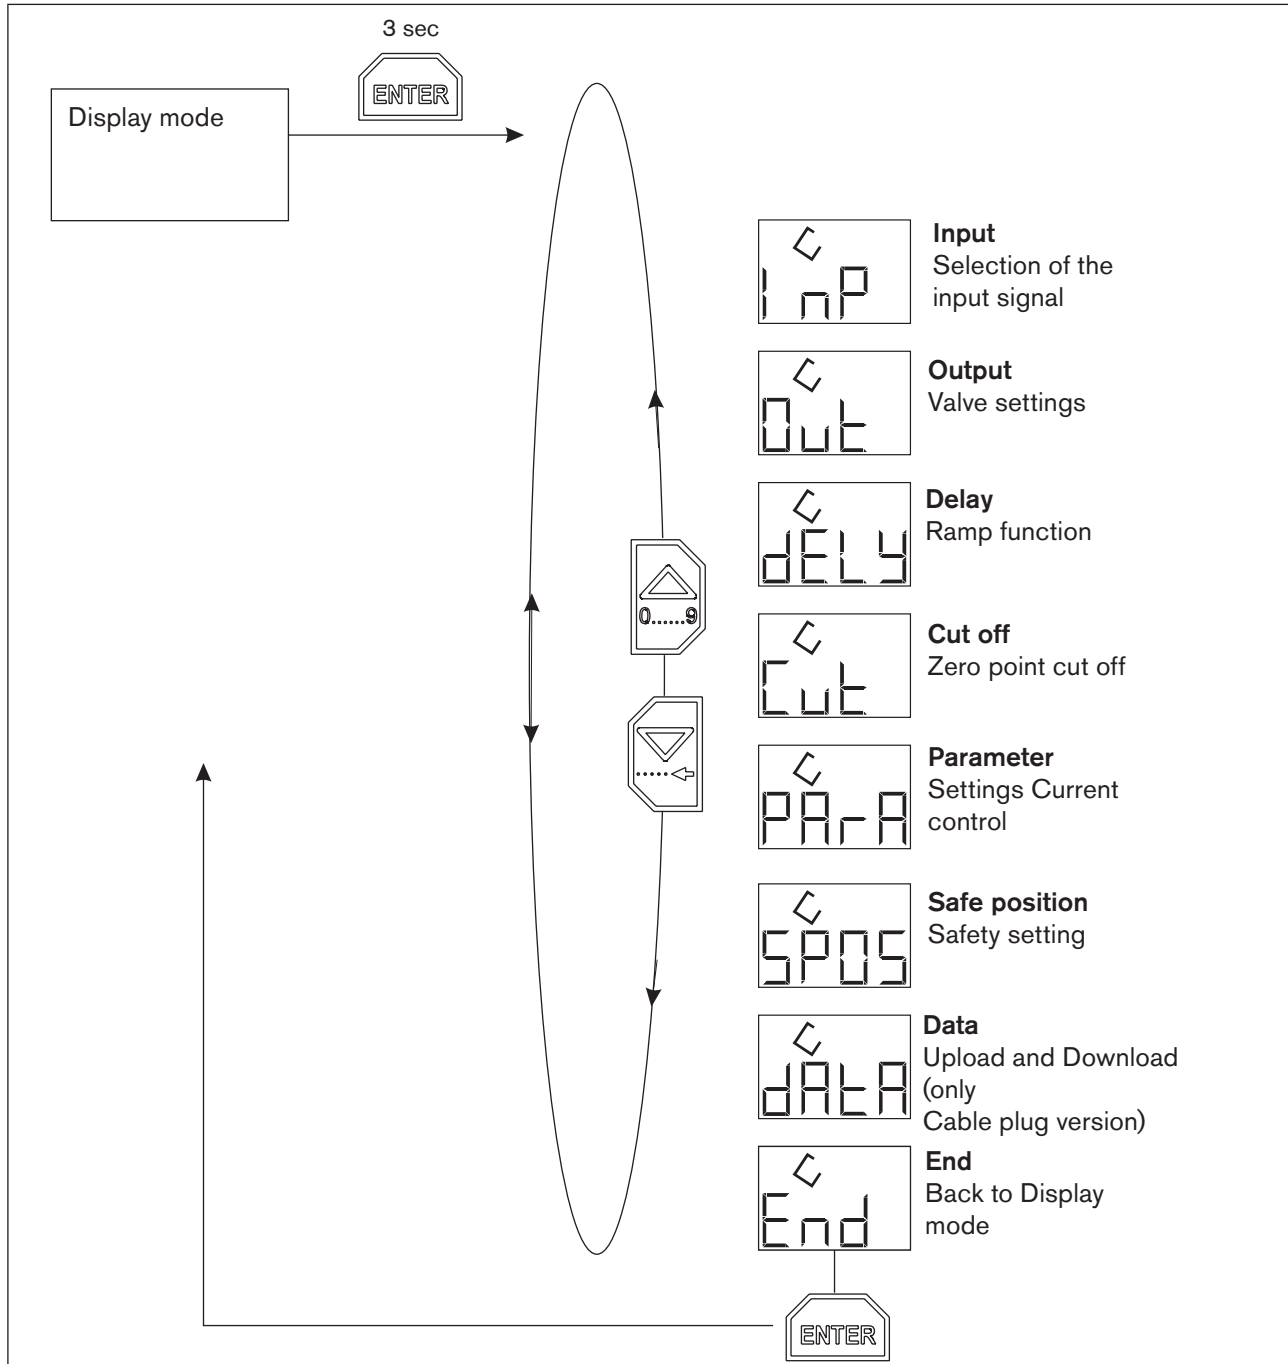 3 sec
ENTER
Display mode
InP
Input
Selection of the
input signal
Out
Output
Valve settings
dELY
Delay
Ramp function
0......9
Cut
Cut off
Zero point cut off
PArA
Parameter
Settings Current
control
SPOS
Safe position
Safety setting
dAtA
Data
Upload and Download
(only
Cable plug version)
End
End
Back to Display
mode
ENTER